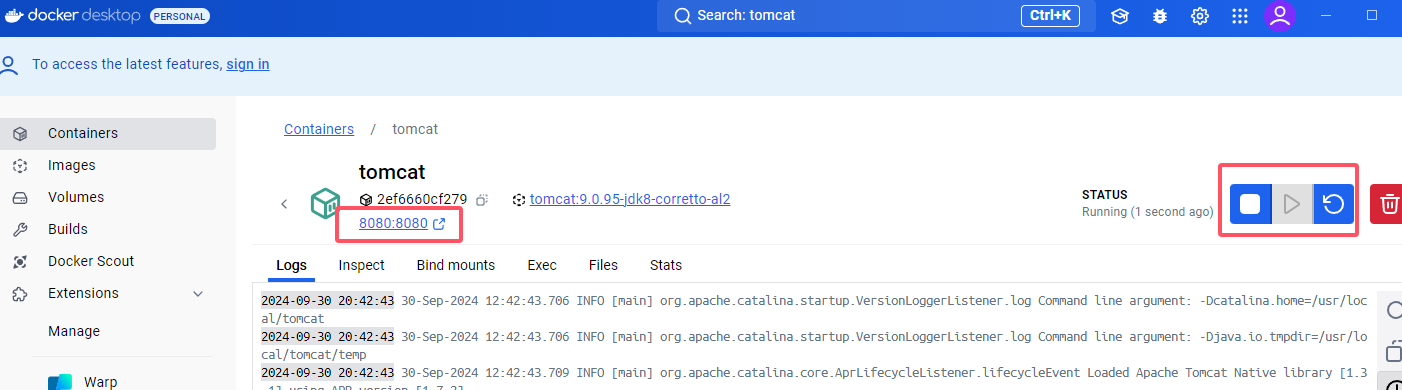 docker desktop PERSONAL Search: tomcat Ctrl+K
To access the latest features, sign in
Containers
Images
Volumes
Builds
Docker Scout
Extensions
Manage
Warp
Containers / tomcat
tomcat
2ef6660cf279 tomcat:9.0.95-jdk8-corretto-al2
8080:8080
STATUS
Running (1 second ago)
Logs Inspect Bind mounts Exec Files Stats
2024-09-30 20:42:43 30-Sep-2024 12:42:43.706 INFO [main] org.apache.catalina.startup.VersionLoggerListener.log Command line argument: -Dcatalina.home=/usr/loc
al/tomcat
2024-09-30 20:42:43 30-Sep-2024 12:42:43.706 INFO [main] org.apache.catalina.startup.VersionLoggerListener.log Command line argument: -Djava.io.tmpdir=/usr/lo
cal/tomcat/temp
2024-09-30 20:42:43 30-Sep-2024 12:42:43.709 INFO [main] org.apache.catalina.core.AprLifecycleListener.lifecycleEvent Loaded Apache Tomcat Native library [1.3
using APR version